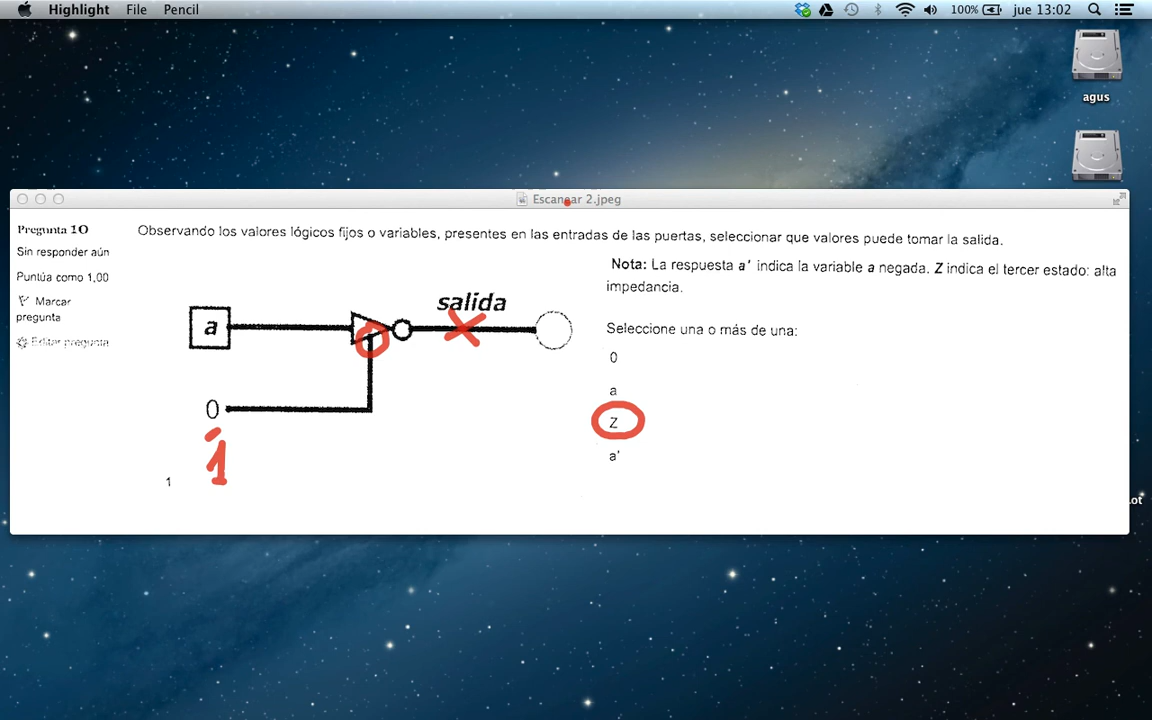 Highlight File Pencil 100% jue 13:02
agus
Escanear 2.jpeg
Pregunta 10
Sin responder aún
Puntúa como 1,00
Marcar
pregunta
Editar pregunta
Observando los valores lógicos fijos o variables, presentes en las entradas de las puertas, seleccionar que valores puede tomar la salida.
Nota: La respuesta a' indica la variable a negada. Z indica el tercer estado: alta
impedancia.
salida
a
0
1
1
Seleccione una o más de una:
0
a
Z
a'
ot